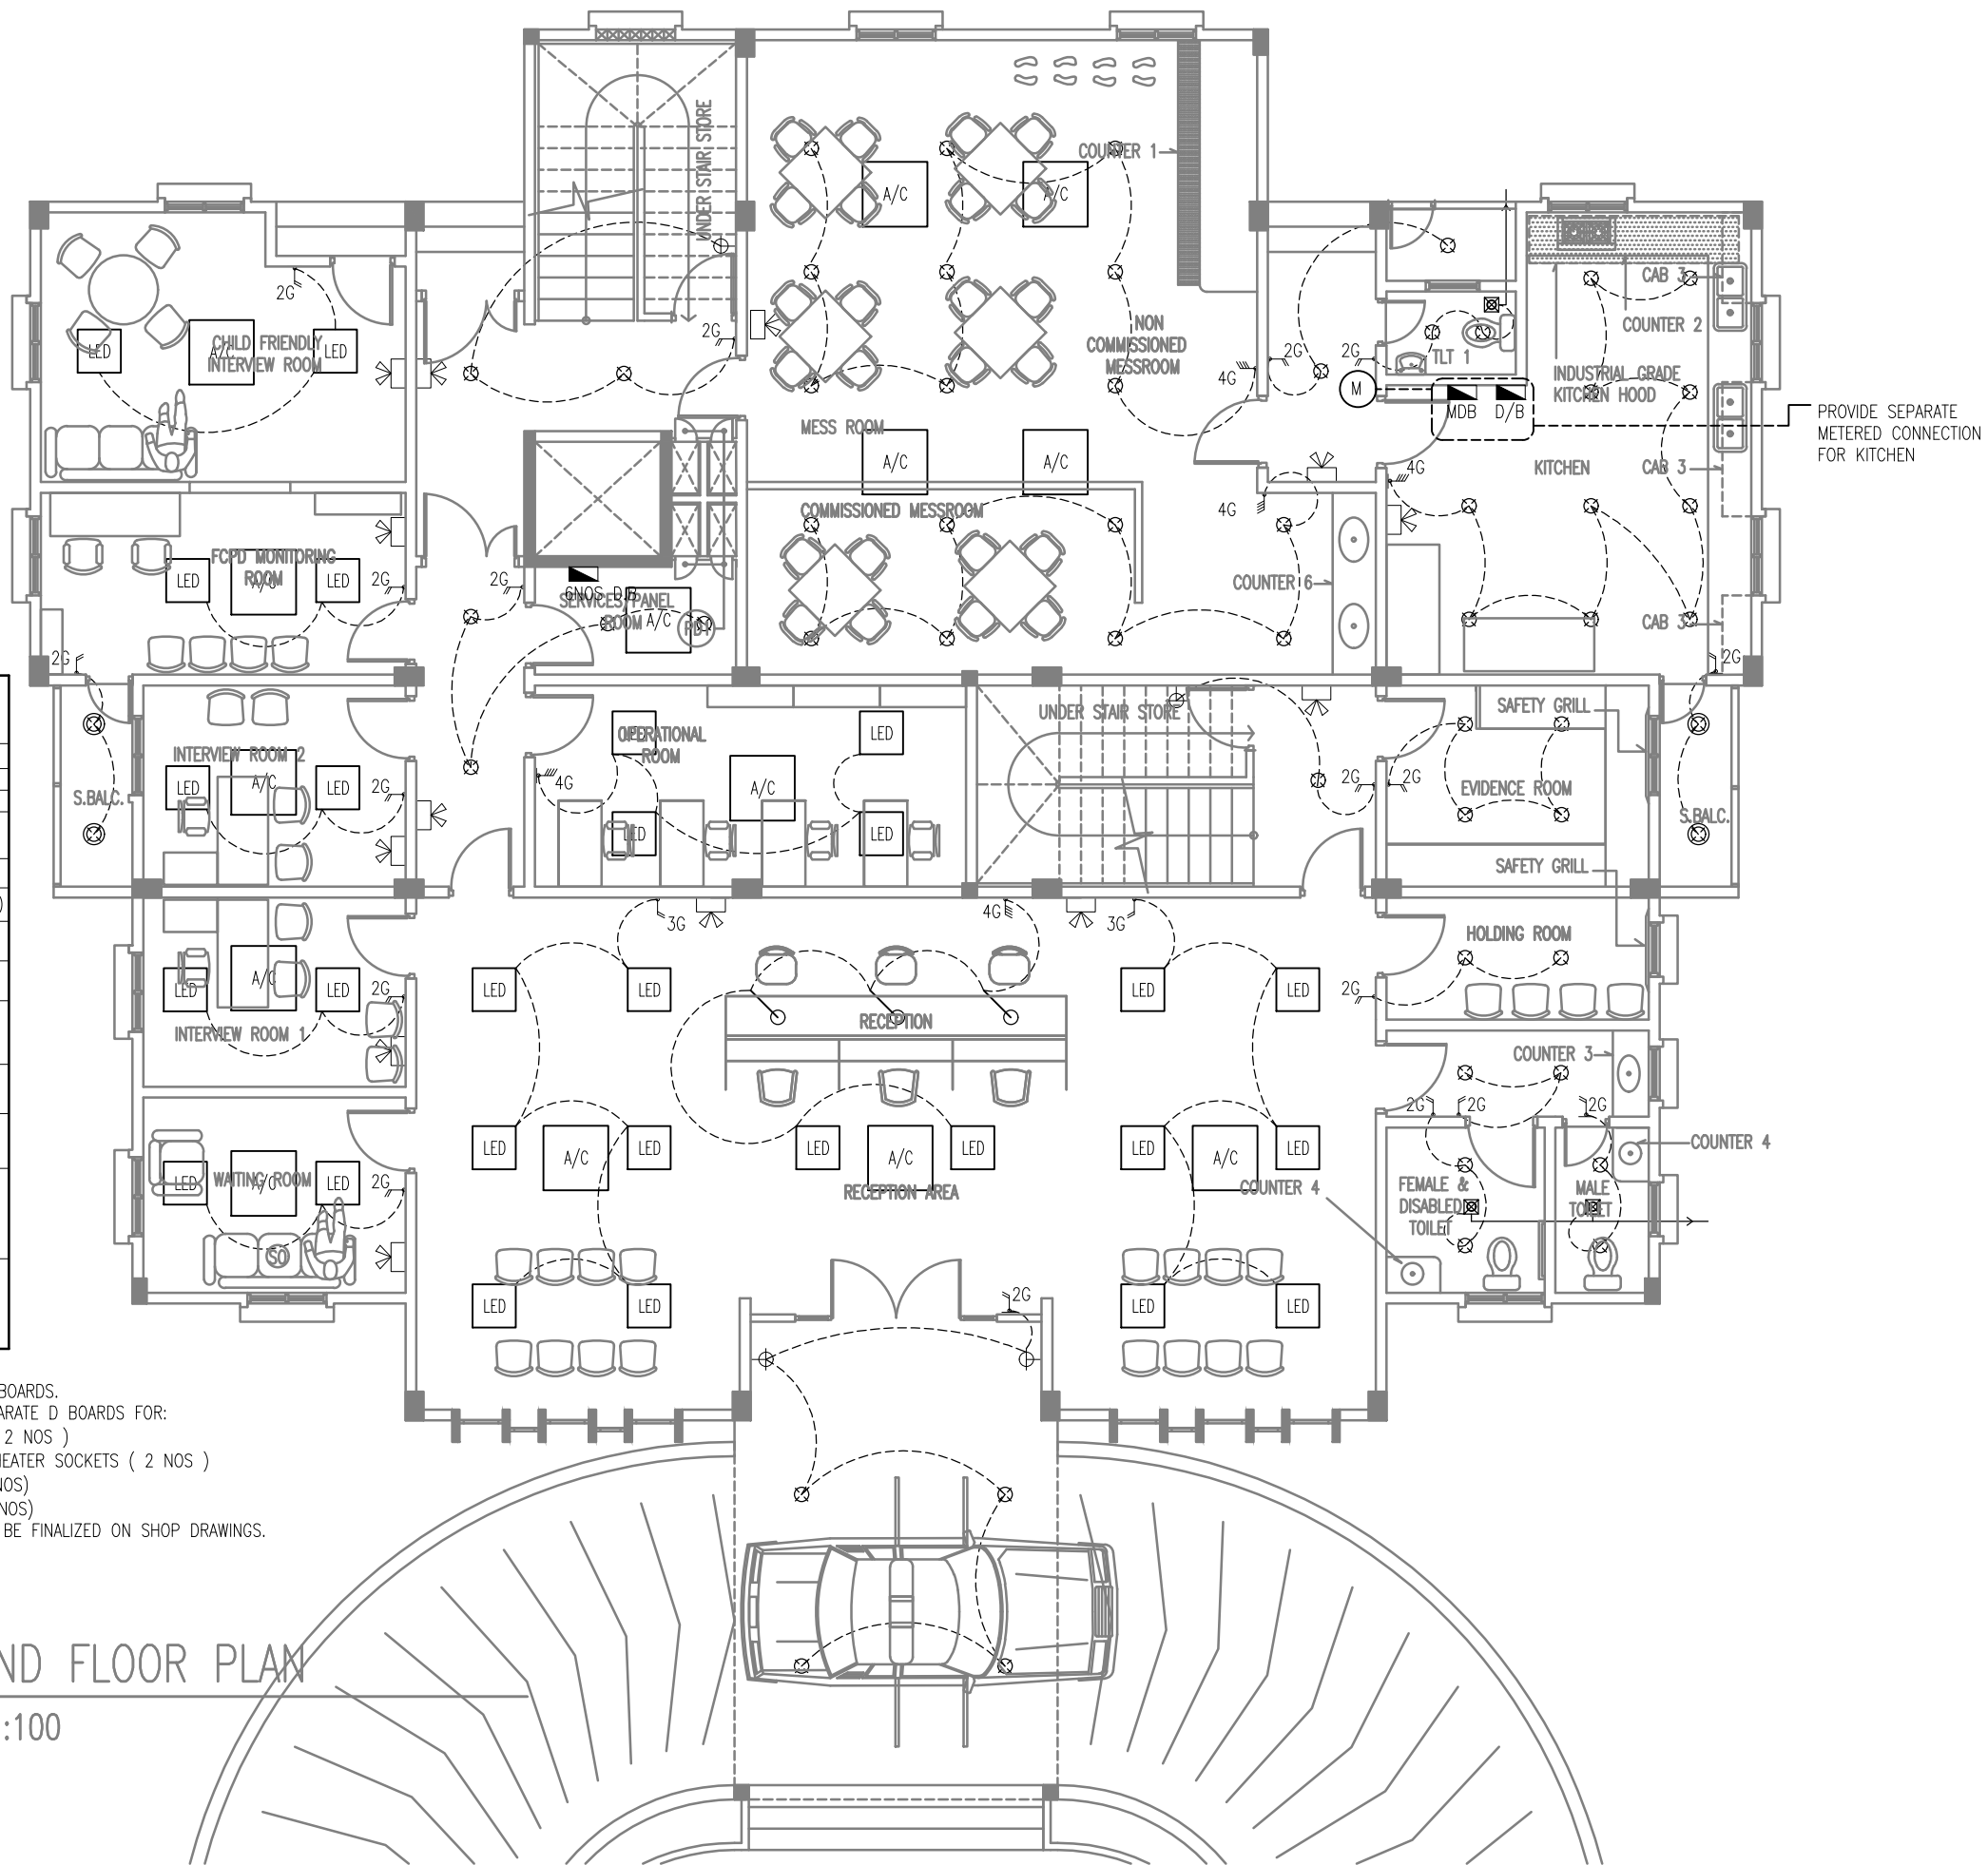 UNDER STAIR STORE
COUNTER 1
A/C
A/C
2G
CAB 3
COUNTER 2
CHILD FRIENDLY
INTERVIEW ROOM
LED
A/C
LED
2G
NON
COMMISSIONED
MESSROOM
2G
2G
TLT 1
4G
M
MDB
D/B
INDUSTRIAL GRADE
KITCHEN HOOD
PROVIDE SEPARATE
METERED CONNECTION
FOR KITCHEN
MESS ROOM
A/C
A/C
4G
KITCHEN
CAB 3
COMMISSIONED MESSROOM
4G
FCPD MONITORING
ROOM
LED
A/C
LED
2G
2G
6NOS D/B
SERVICES/PANEL
ROOM
A/C
COUNTER 6
CAB 3
2G
2G
UNDER STAIR STORE
SAFETY GRILL
INTERVIEW ROOM 2
LED
A/C
LED
2G
OPERATIONAL
ROOM
LED
LED
4G
A/C
2G
2G
EVIDENCE ROOM
S.BALC.
S.BALC.
LED
LED
SAFETY GRILL
3G
4G
3G
HOLDING ROOM
LED
A/C
LED
2G
INTERVIEW ROOM 1
LED
LED
LED
LED
2G
RECEPTION
COUNTER 3
2G
2G
2G
LED
A/C
LED
LED
A/C
LED
LED
A/C
LED
COUNTER 4
WAITING ROOM
LED
A/C
LED
2G
RECEPTION AREA
COUNTER 4
FEMALE &
DISABLED
TOILET
MALE
TOILET
SO
LED
LED
2G
LED
LED
BOARDS.
ARATE D BOARDS FOR:
2 NOS )
HEATER SOCKETS ( 2 NOS )
NOS)
NOS)
BE FINALIZED ON SHOP DRAWINGS.
ND FLOOR PLAN
:100